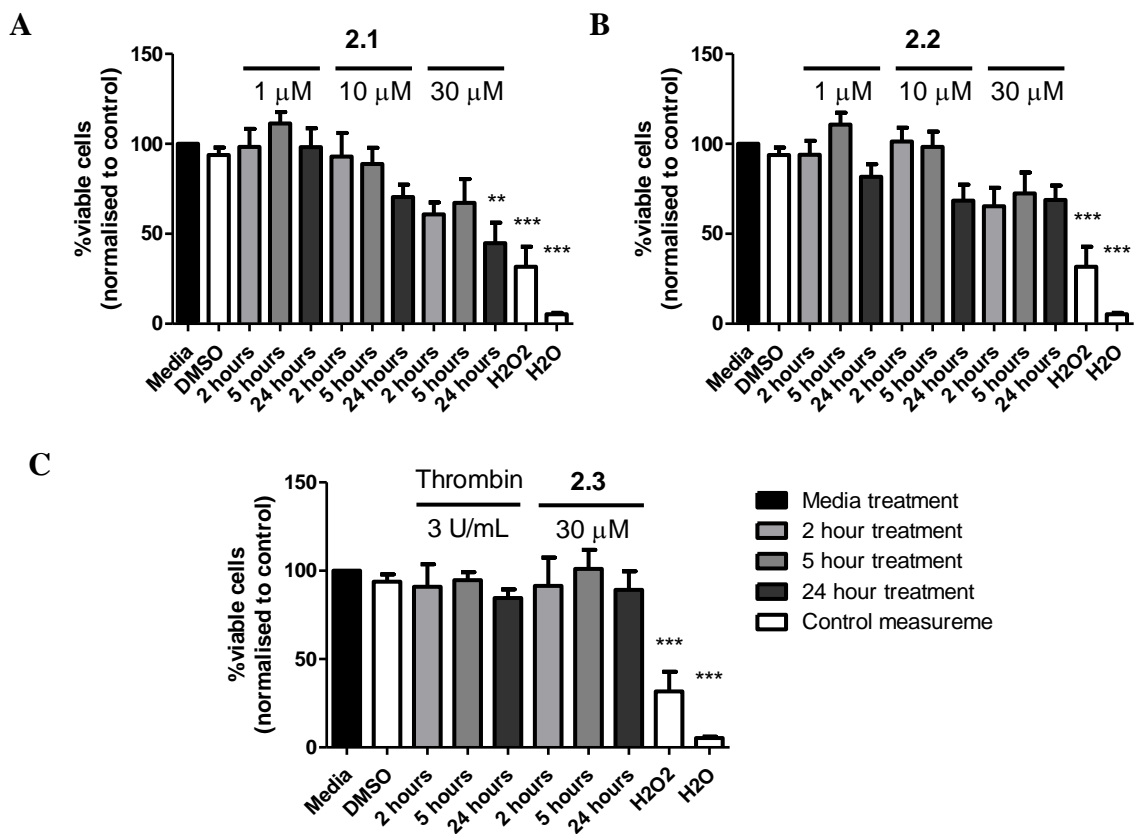 A
2.1
1 µM 10 µM 30 µM
150
100
50
0
%viable cells
(normalised to control)
** *** ***
Media DMSO 2 hours 5 hours 24 hours 2 hours 5 hours 24 hours 2 hours 5 hours 24 hours H2O2 H2O
B
2.2
1 µM 10 µM 30 µM
150
100
50
0
%viable cells
(normalised to control)
*** ***
Media DMSO 2 hours 5 hours 24 hours 2 hours 5 hours 24 hours 2 hours 5 hours 24 hours H2O2 H2O
C
Thrombin 2.3
3 U/mL 30 µM
150
100
50
0
%viable cells
(normalised to control)
*** ***
Media DMSO 2 hours 5 hours 24 hours 2 hours 5 hours 24 hours H2O2 H2O
Media treatment
2 hour treatment
5 hour treatment
24 hour treatment
Control measureme